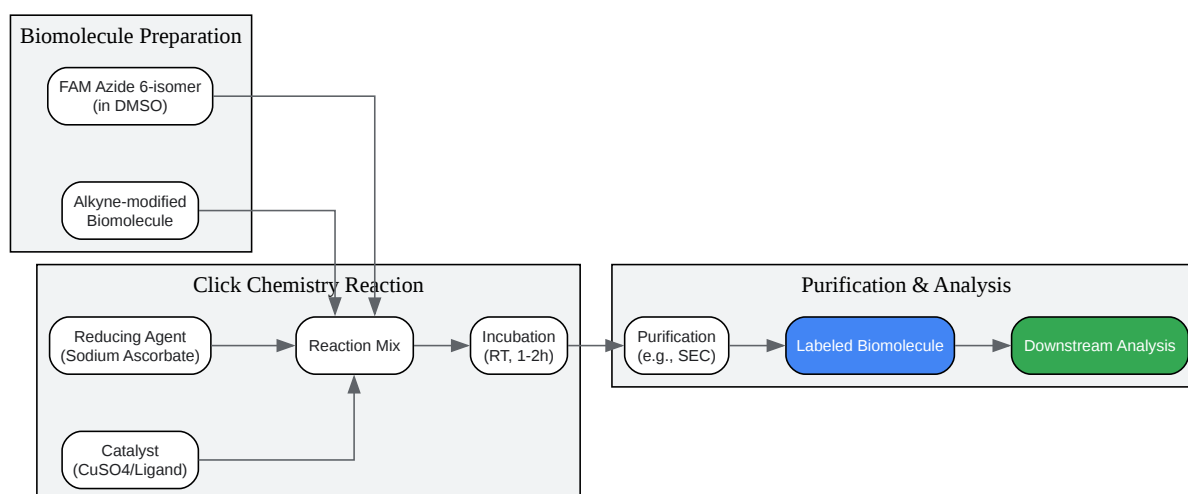 Biomolecule Preparation
FAM Azide 6-isomer
(in DMSO)
Alkyne-modified
Biomolecule
Click Chemistry Reaction
Reducing Agent
(Sodium Ascorbate)
Reaction Mix
Incubation
(RT, 1-2h)
Catalyst
(CuSO4/Ligand)
Purification & Analysis
Purification
(e.g., SEC)
Labeled Biomolecule
Downstream Analysis